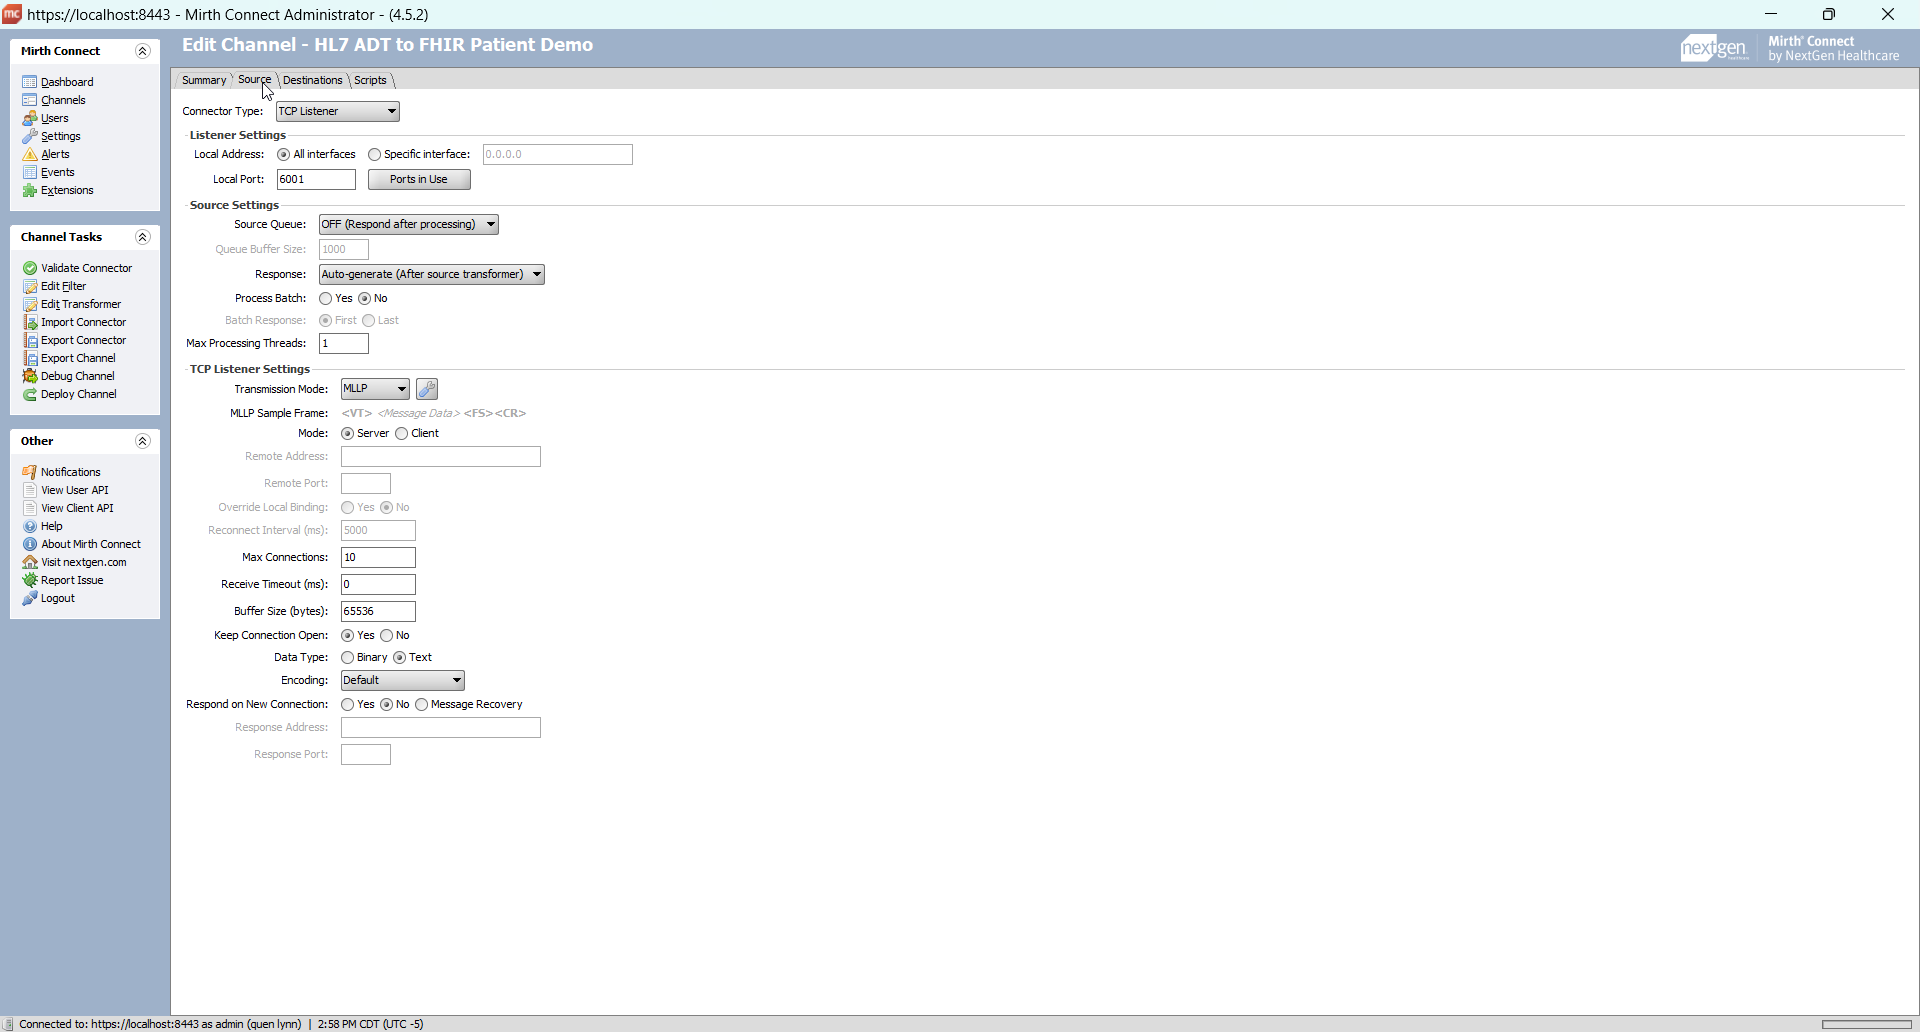 https://localhost:8443 - Mirth Connect Administrator - (4.5.2)
Mirth Connect
Dashboard
Channels
Users
Settings
Alerts
Events
Extensions
Channel Tasks
Validate Connector
Edit Filter
Edit Transformer
Import Connector
Export Connector
Export Channel
Debug Channel
Deploy Channel
Other
Notifications
View User API
View Client API
Help
About Mirth Connect
Visit nextgen.com
Report Issue
Logout
Edit Channel - HL7 ADT to FHIR Patient Demo
nextgen
Mirth® Connect
by NextGen Healthcare
Summary Source Destinations Scripts
Connector Type: TCP Listener
Listener Settings
Local Address: All interfaces Specific interface: 0.0.0.0
Local Port: 6001 Ports in Use
Source Settings
Source Queue: OFF (Respond after processing)
Queue Buffer Size: 1000
Response: Auto-generate (After source transformer)
Process Batch: Yes No
Batch Response: First Last
Max Processing Threads: 1
TCP Listener Settings
Transmission Mode: MLLP
MLLP Sample Frame: <VT> <Message Data> <FS><CR>
Mode: Server Client
Remote Address:
Remote Port:
Override Local Binding: Yes No
Reconnect Interval (ms): 5000
Max Connections: 10
Receive Timeout (ms): 0
Buffer Size (bytes): 65536
Keep Connection Open: Yes No
Data Type: Binary Text
Encoding: Default
Respond on New Connection: Yes No Message Recovery
Response Address:
Response Port:
Connected to: https://localhost:8443 as admin (quen lynn) | 2:58 PM CDT (UTC -5)